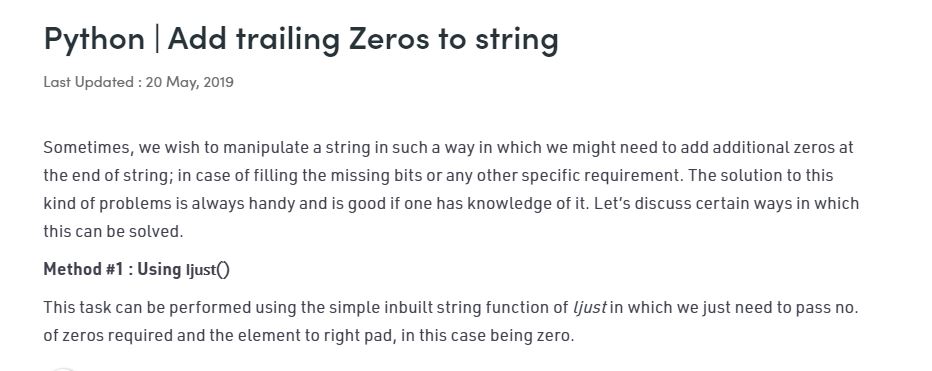 Python | Add trailing Zeros to string
Last Updated : 20 May, 2019
Sometimes, we wish to manipulate a string in such a way in which we might need to add additional zeros at
the end of string; in case of filling the missing bits or any other specific requirement. The solution to this
kind of problems is always handy and is good if one has knowledge of it. Let’s discuss certain ways in which
this can be solved.
Method #1 : Using ljust()
This task can be performed using the simple inbuilt string function of ljust in which we just need to pass no.
of zeros required and the element to right pad, in this case being zero.